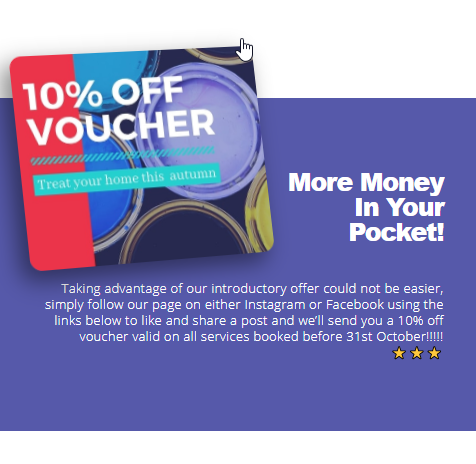 10% OFF
VOUCHER
Treat your home this autumn
More Money
In Your
Pocket!
Taking advantage of our introductory offer could not be easier,
simply follow our page on either Instagram or Facebook using the
links below to like and share a post and we’ll send you a 10% off
voucher valid on all services booked before 31st October!!!!!